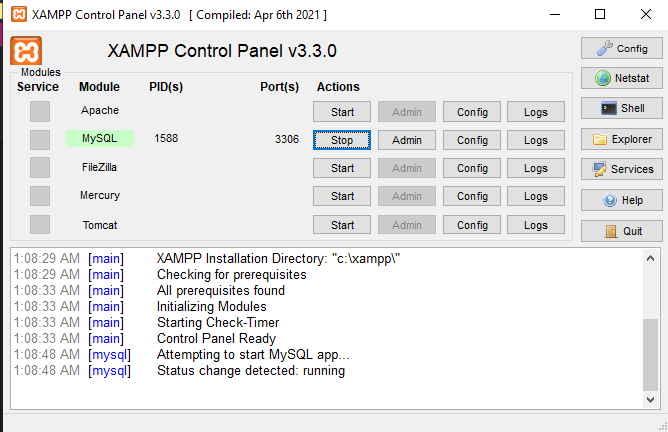 XAMPP Control Panel v3.3.0 [ Compiled: Apr 6th 2021 ]
XAMPP Control Panel v3.3.0
Config
Modules
Service Module PID(s) Port(s) Actions
Netstat
Apache Start Admin Config Logs
Shell
MySQL 1588 3306 Stop Admin Config Logs
Explorer
FileZilla Start Admin Config Logs
Services
Mercury Start Admin Config Logs
Help
Tomcat Start Admin Config Logs
Quit
1:08:29 AM [main] XAMPP Installation Directory: "c:\xampp\"
1:08:29 AM [main] Checking for prerequisites
1:08:33 AM [main] All prerequisites found
1:08:33 AM [main] Initializing Modules
1:08:33 AM [main] Starting Check-Timer
1:08:33 AM [main] Control Panel Ready
1:08:48 AM [mysql] Attempting to start MySQL app...
1:08:48 AM [mysql] Status change detected: running